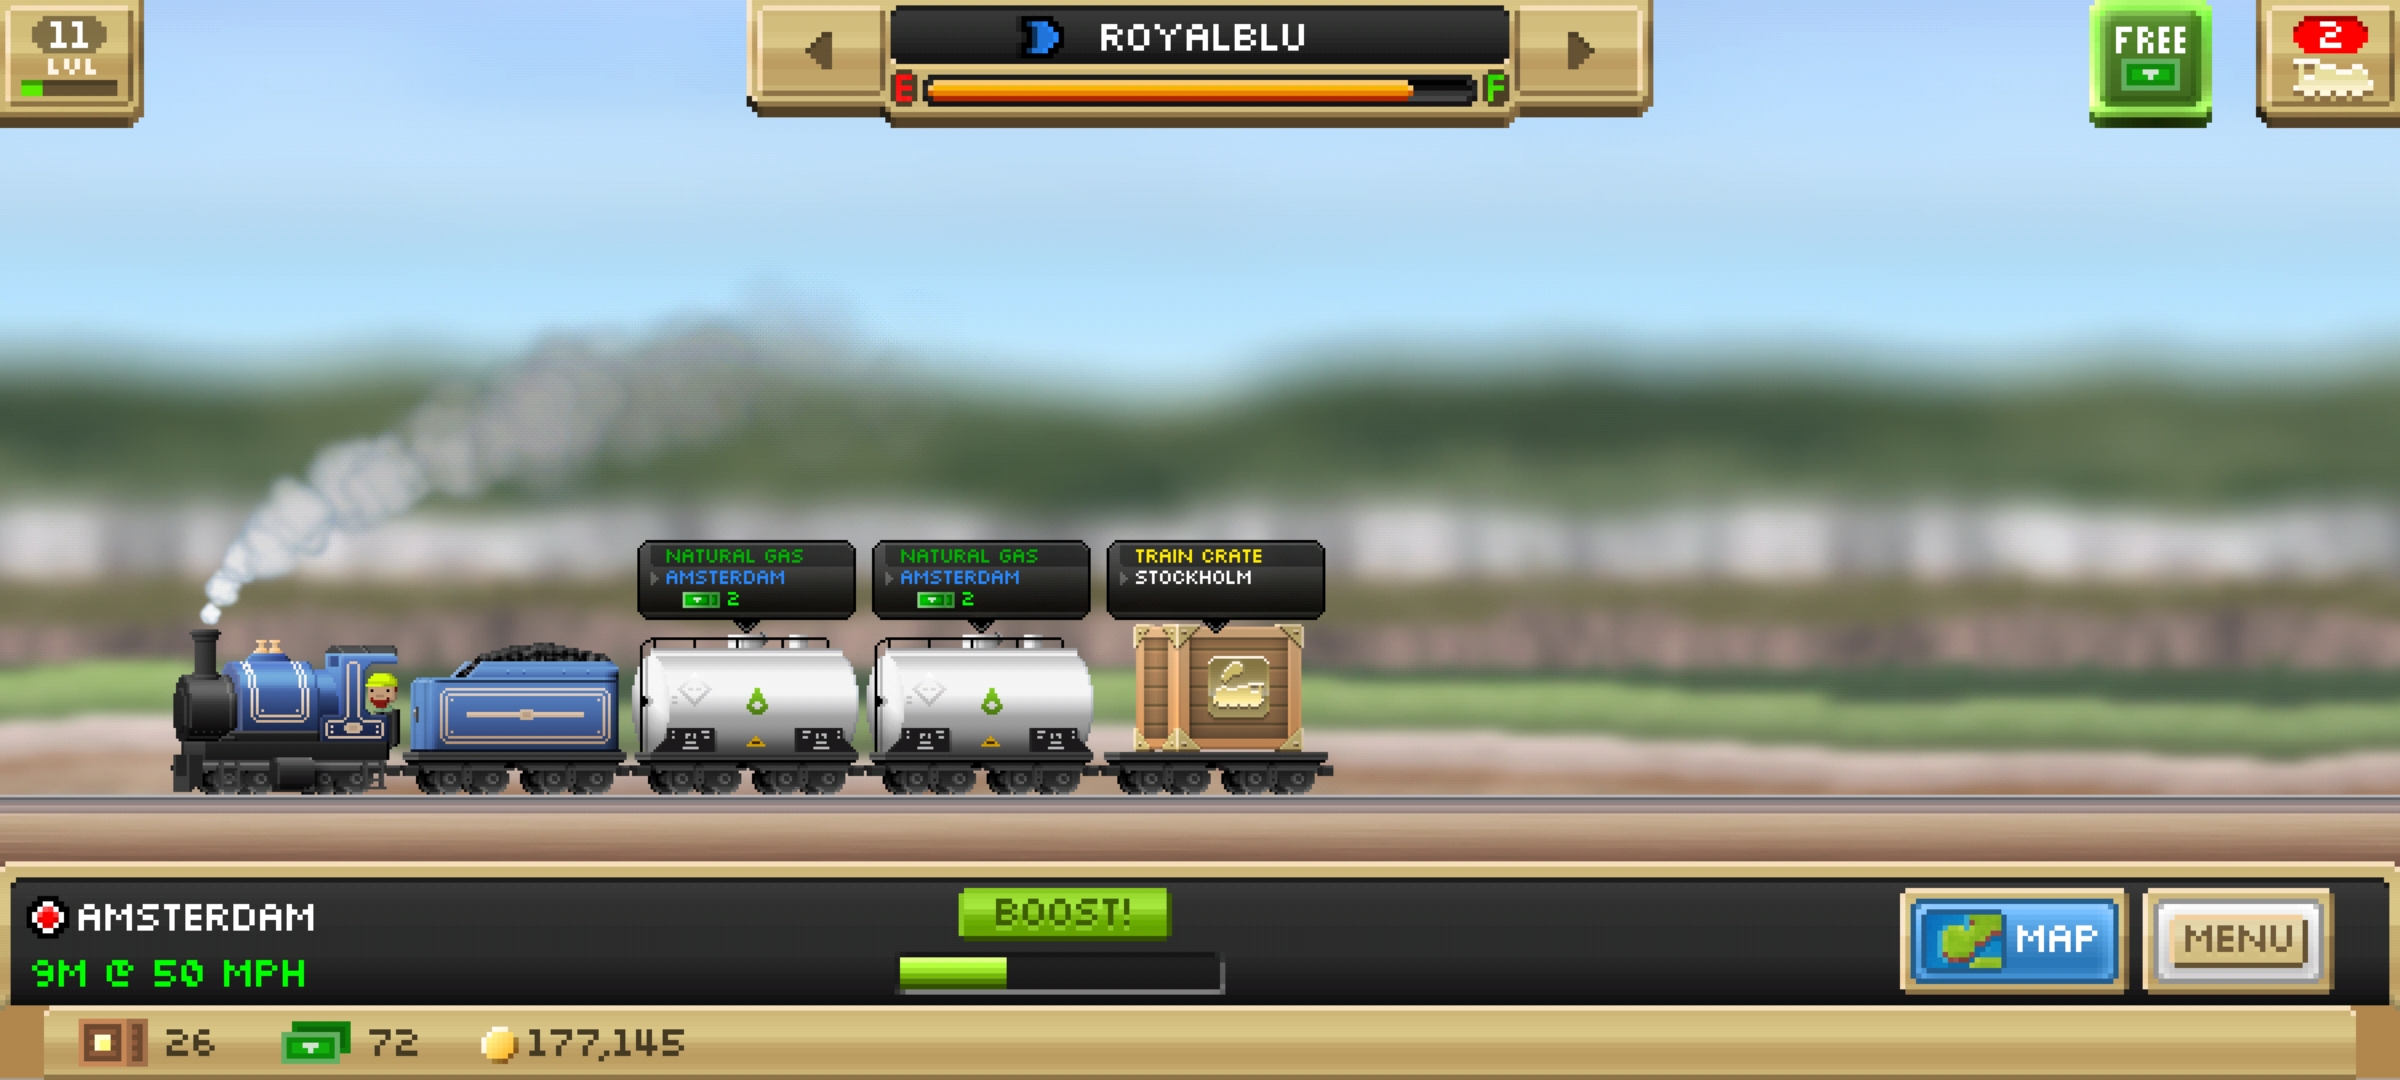 11
LVL
ROYALBLU
E F
FREE
2
NATURAL GAS
AMSTERDAM
2
NATURAL GAS
AMSTERDAM
2
TRAIN CRATE
STOCKHOLM
AMSTERDAM
9M @ 50 MPH
BOOST!
MAP
MENU
26
72
177,145